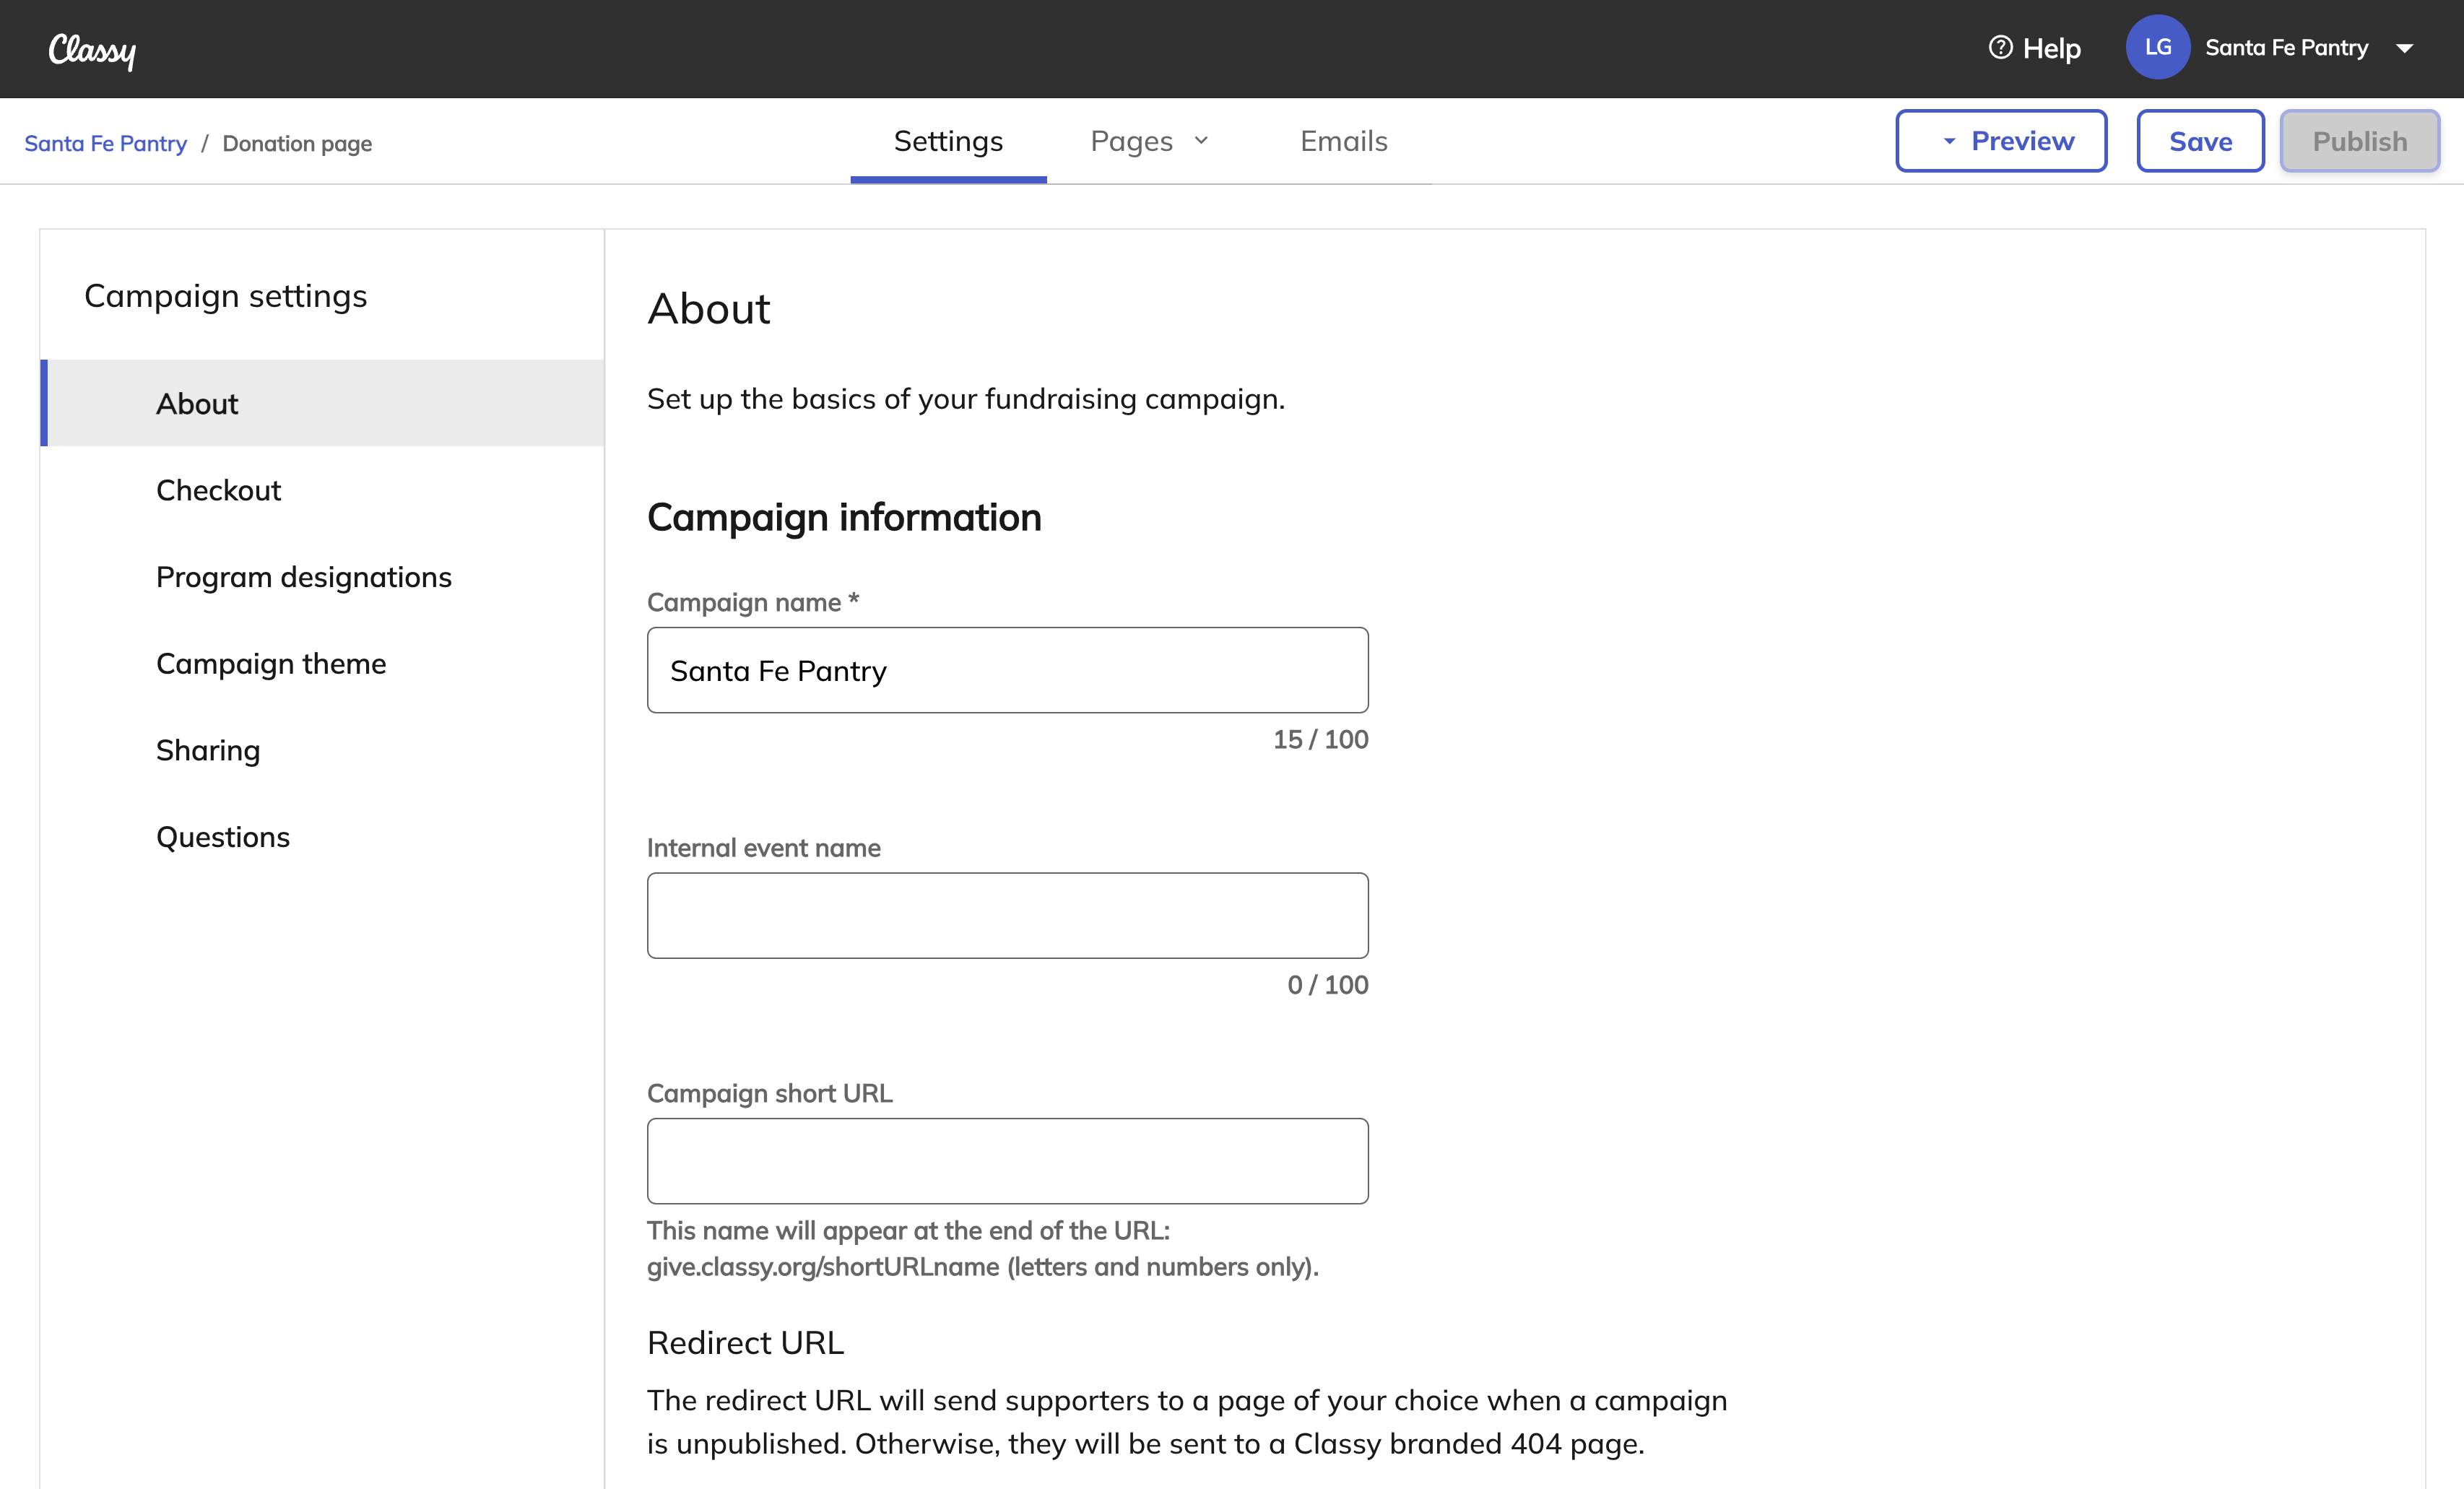 Classy
Help
LG
Santa Fe Pantry
Santa Fe Pantry / Donation page
Settings
Pages
Emails
Preview
Save
Publish
Campaign settings
About
Checkout
Program designations
Campaign theme
Sharing
Questions
About
Set up the basics of your fundraising campaign.
Campaign information
Campaign name *
Santa Fe Pantry
15 / 100
Internal event name
0 / 100
Campaign short URL
This name will appear at the end of the URL:
give.classy.org/shortURLname (letters and numbers only).
Redirect URL
The redirect URL will send supporters to a page of your choice when a campaign
is unpublished. Otherwise, they will be sent to a Classy branded 404 page.